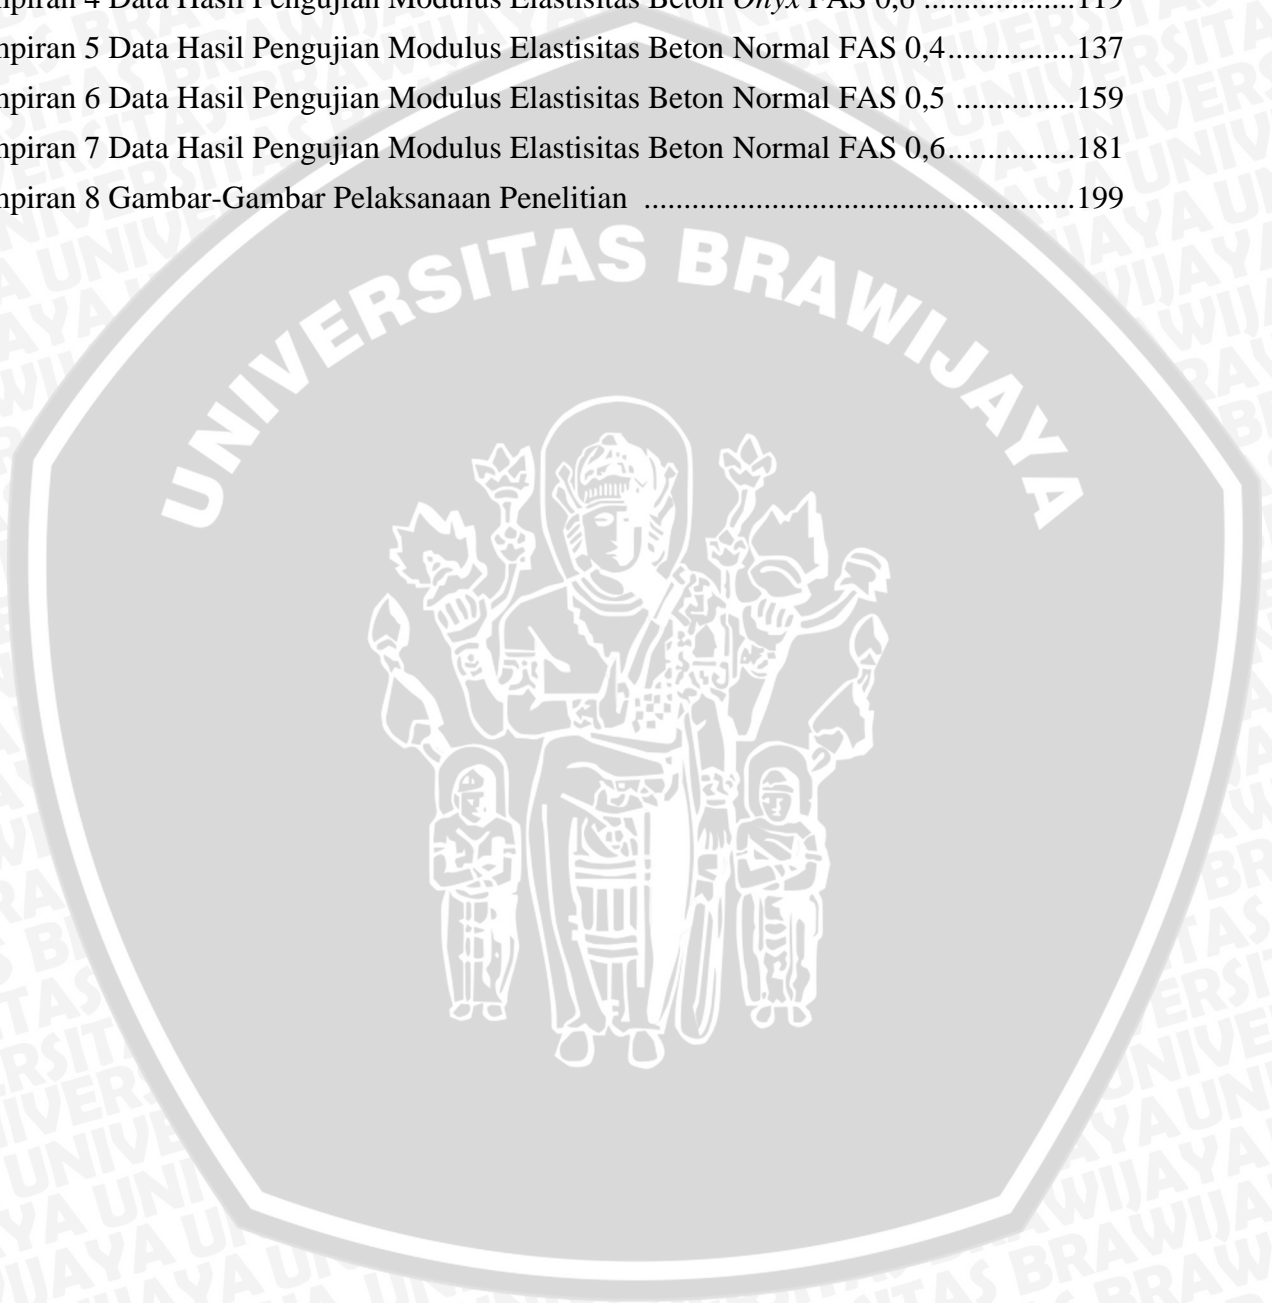 mpiran 4 Data Hasil Pengujian Modulus Elastisitas Beton Onyx FAS 0,6 ...................119
mpiran 5 Data Hasil Pengujian Modulus Elastisitas Beton Normal FAS 0,4...............137
mpiran 6 Data Hasil Pengujian Modulus Elastisitas Beton Normal FAS 0,5 ...............159
mpiran 7 Data Hasil Pengujian Modulus Elastisitas Beton Normal FAS 0,6................181
mpiran 8 Gambar-Gambar Pelaksanaan Penelitian ......................................................199
UNIVERSITAS BRAWIJAYA